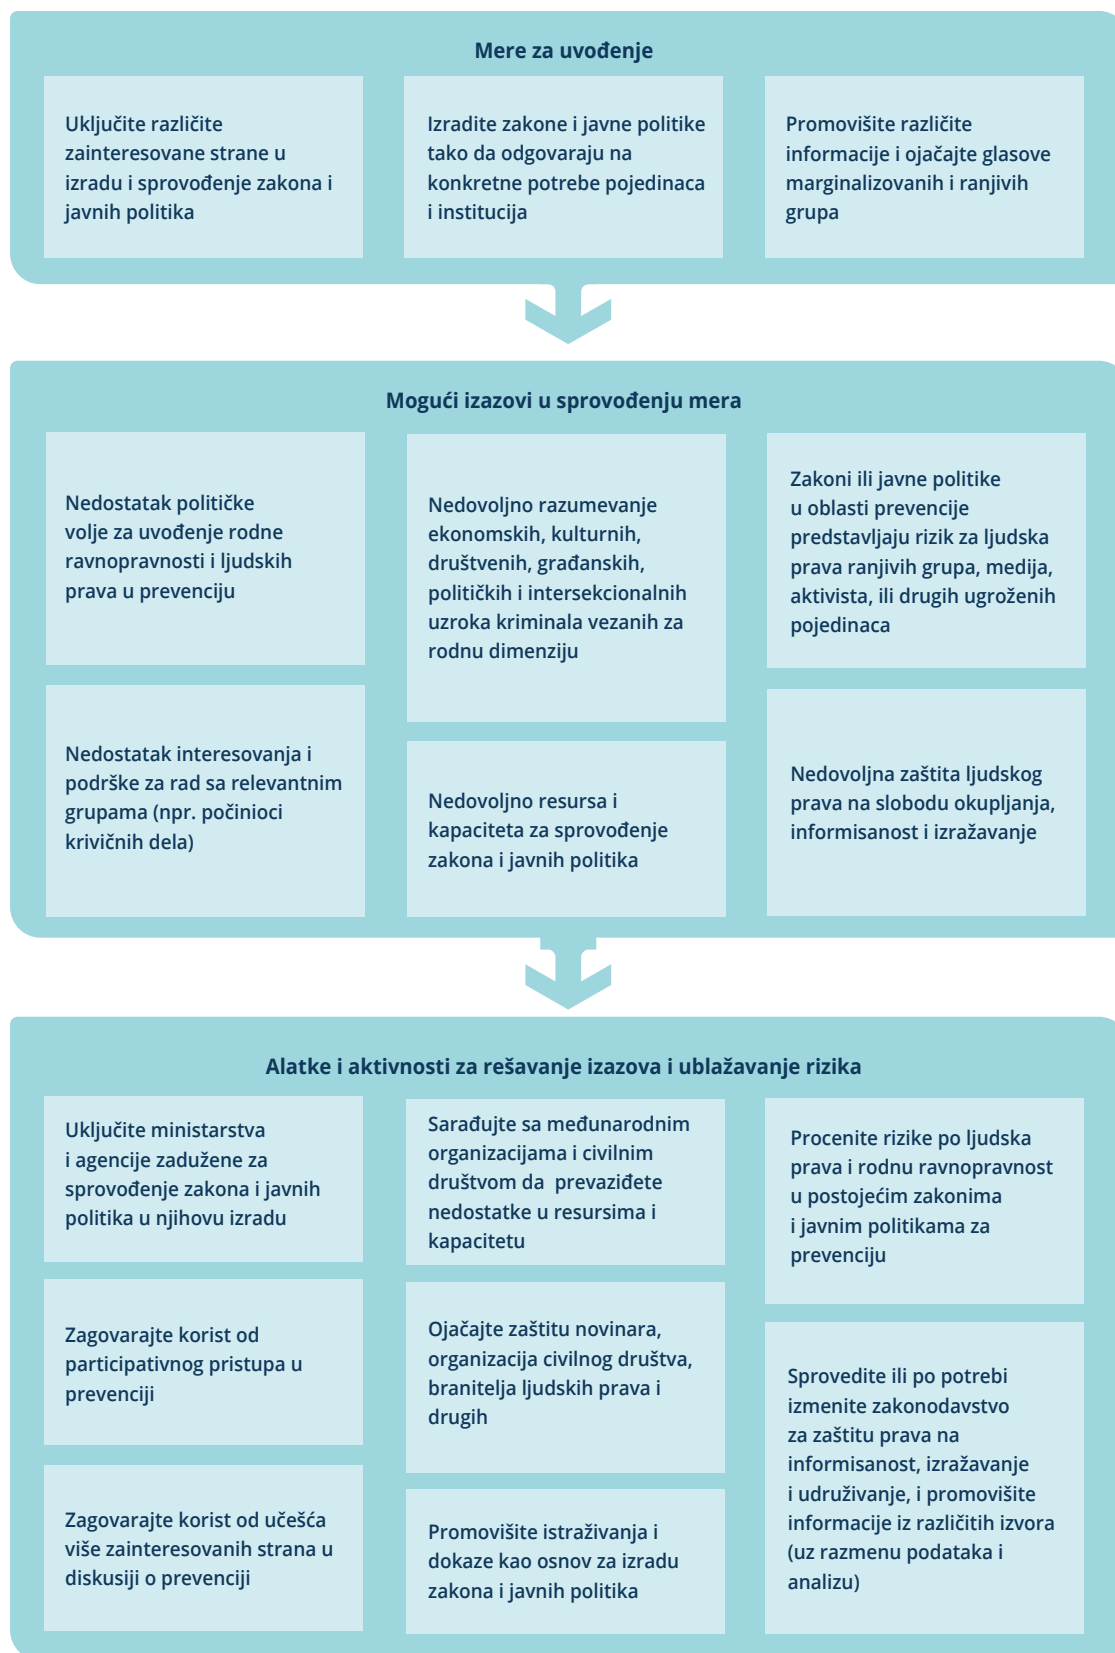 Mere za uvođenje
Uključite različite
zainteresovane strane u
izradu i sprovođenje zakona i
javnih politika
Izradite zakone i javne politike
tako da odgovaraju na
konkretne potrebe pojedinaca
i institucija
Promovišite različite
informacije i ojačajte glasove
marginalizovanih i ranjivih
grupa
Mogući izazovi u sprovođenju mera
Nedostatak političke
volje za uvođenje rodne
ravnopravnosti i ljudskih
prava u prevenciju
Nedovoljno razumevanje
ekonomskih, kulturnih,
društvenih, građanskih,
političkih i intersekcionalnih
uzroka kriminala vezanih za
rodnu dimenziju
Zakoni ili javne politike
u oblasti prevencije
predstavljaju rizik za ljudska
prava ranjivih grupa, medija,
aktivista, ili drugih ugroženih
pojedinaca
Nedostatak interesovanja i
podrške za rad sa relevantnim
grupama (npr. počinioci
krivičnih dela)
Nedovoljno resursa i
kapaciteta za sprovođenje
zakona i javnih politika
Nedovoljna zaštita ljudskog
prava na slobodu okupljanja,
informisanost i izražavanje
Alatke i aktivnosti za rešavanje izazova i ublažavanje rizika
Uključite ministarstva
i agencije zadužene za
sprovođenje zakona i javnih
politika u njihovu izradu
Sarađujte sa međunarodnim
organizacijama i civilnim
društvom da prevaziđete
nedostatke u resursima i
kapacitetu
Procenite rizike po ljudska
prava i rodnu ravnopravnost
u postojećim zakonima
i javnim politikama za
prevenciju
Zagovarajte korist od
participativnog pristupa u
prevenciji
Ojačajte zaštitu novinara,
organizacija civilnog društva,
branitelja ljudskih prava i
drugih
Sprovedite ili po potrebi
izmenite zakonodavstvo
za zaštitu prava na
informisanost, izražavanje
i udruživanje, i promovišite
informacije iz različitih izvora
(uz razmenu podataka i
analizu)
Zagovarajte korist od učešća
više zainteresovanih strana u
diskusiji o prevenciji
Promovišite istraživanja i
dokaze kao osnov za izradu
zakona i javnih politika